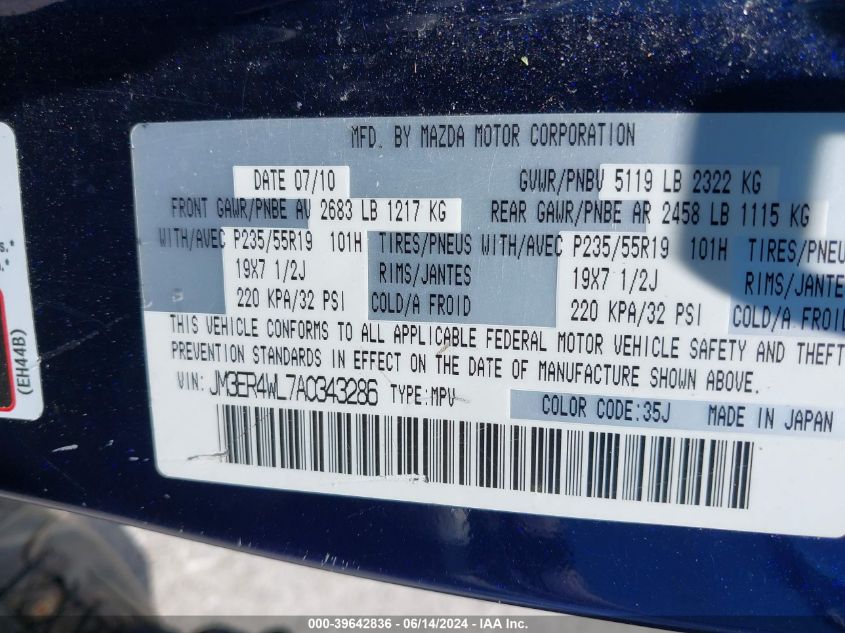 MFD. BY MAZDA MOTOR CORPORATION
DATE 07/10 GVWR/PNBV 5119 LB 2322 KG
FRONT GAWR/PNBE AV 2683 LB 1217 KG REAR GAWR/PNBE AR 2458 LB 1115 KG
WITH/AVEC P235/55R19 101H TIRES/PNEUS WITH/AVEC P235/55R19 101H TIRES/PNEU
19X7 1/2J RIMS/JANTES 19X7 1/2J RIMS/JANTE
220 KPA/32 PSI COLD/A FROID 220 KPA/32 PSI COLD/A FROID
THIS VEHICLE CONFORMS TO ALL APPLICABLE FEDERAL MOTOR VEHICLE SAFETY AND THEFT
PREVENTION STANDARDS IN EFFECT ON THE DATE OF MANUFACTURE SHOWN ABOVE.
VIN: JM3ER4WL7A0343286 TYPE:MPV
COLOR CODE:35J MADE IN JAPAN
(EH44B)
000-39642836 - 06/14/2024 - IAA Inc.